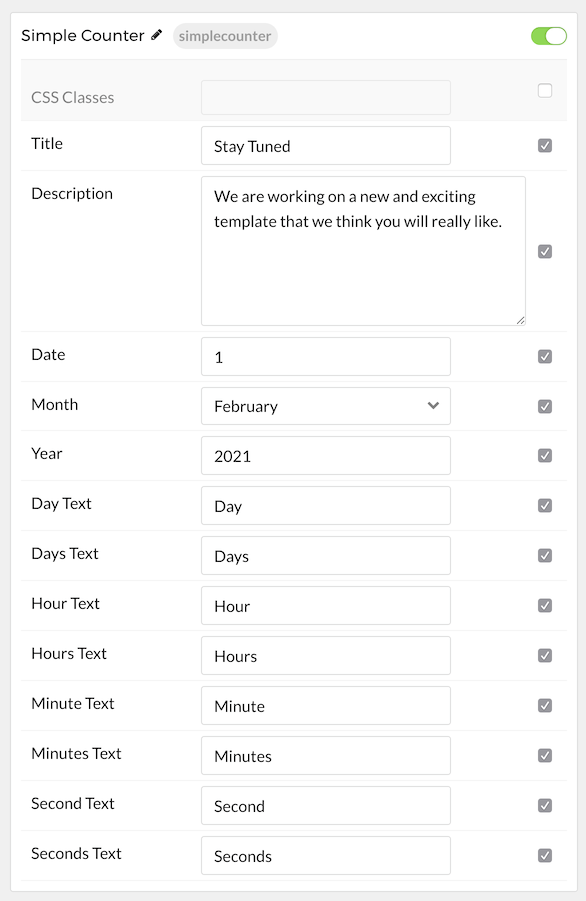 Simple Counter simplecounter
CSS Classes
Title Stay Tuned
Description We are working on a new and exciting
template that we think you will really like.
Date 1
Month February
Year 2021
Day Text Day
Days Text Days
Hour Text Hour
Hours Text Hours
Minute Text Minute
Minutes Text Minutes
Second Text Second
Seconds Text Seconds